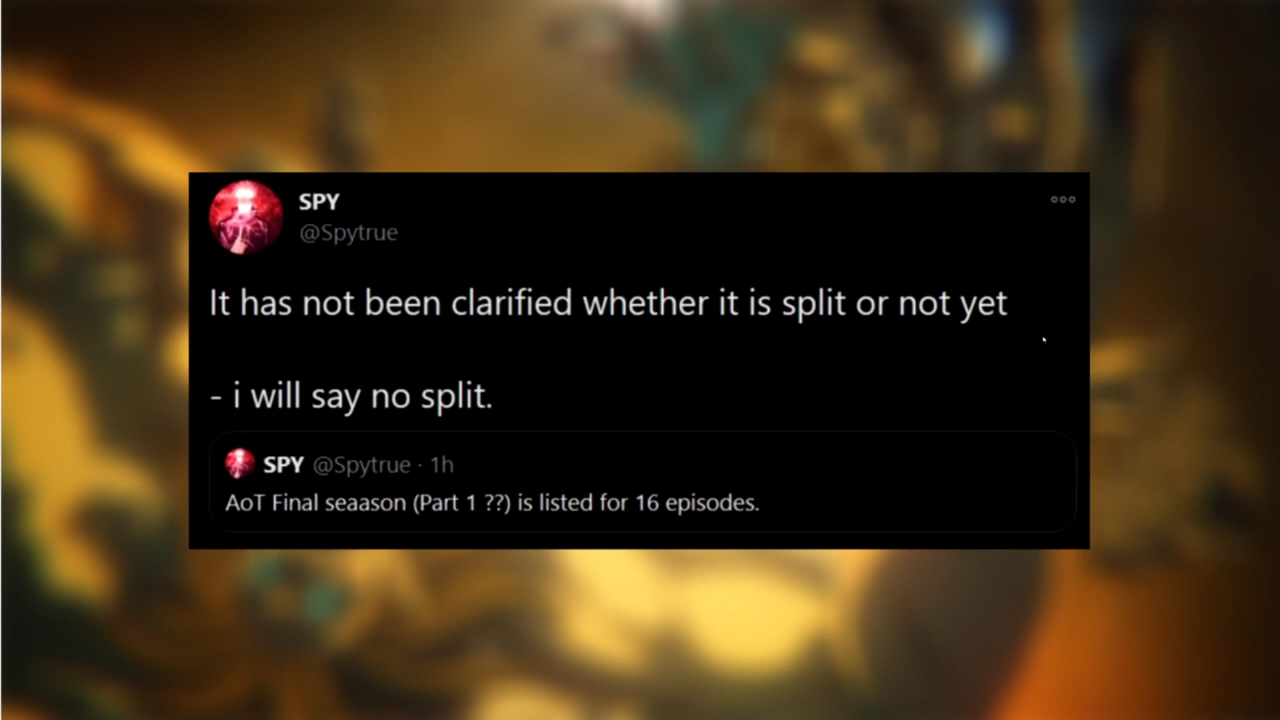 SPY
@Spytrue
It has not been clarified whether it is split or not yet
- i will say no split.
SPY @Spytrue · 1h
AoT Final seaason (Part 1 ??) is listed for 16 episodes.